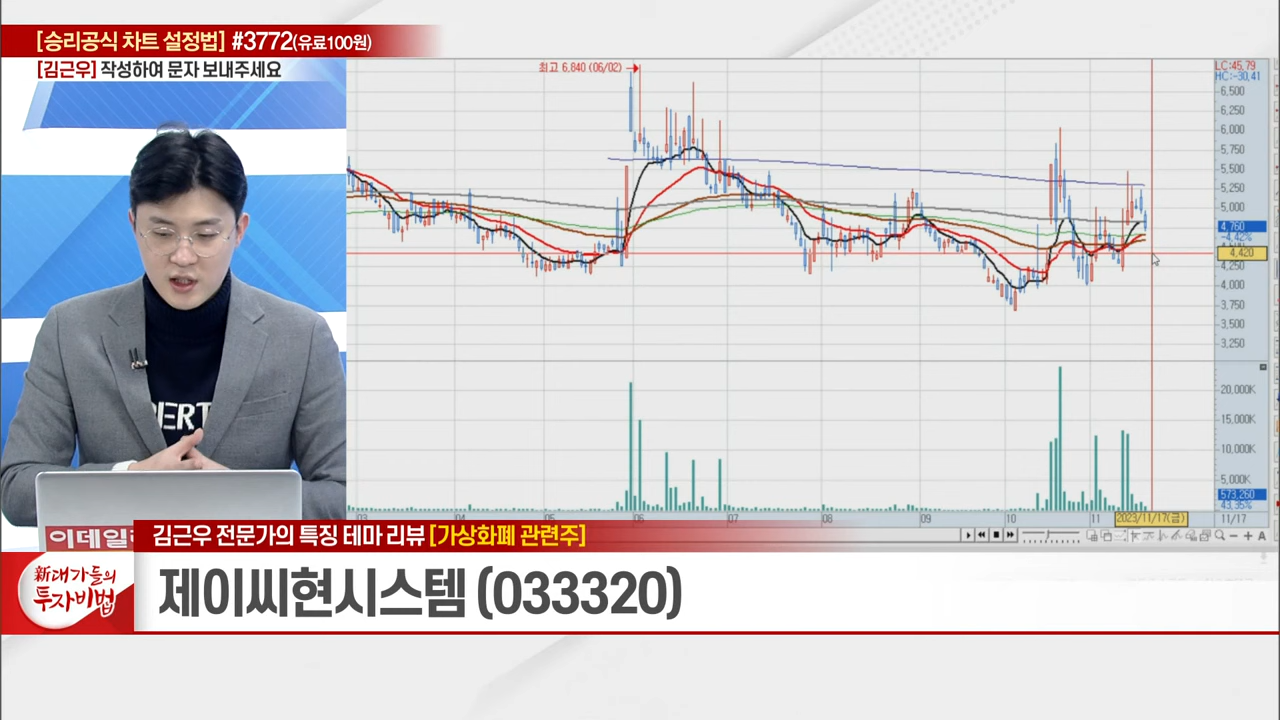 [승리공식 차트 설정법] #3772(유료100원)
[김근우] 작성하여 문자 보내주세요
최고 6,840 (06/02)
LC:45.79
HC:-30.41
6,500
6,250
6,000
5,750
5,500
5,250
5,000
4,760
-4.42%
4,420
4,250
4,000
3,750
3,500
3,250
20,000K
15,000K
10,000K
5,000K
573,260
43.35%
03 04 05 06 07 08 09 10 11 2023/11/17(금) 11/17
BERT
이데일리
김근우 전문가의 특징 테마 리뷰 [가상화폐 관련주]
新대가들의
투자비법
제이씨현시스템 (033320)